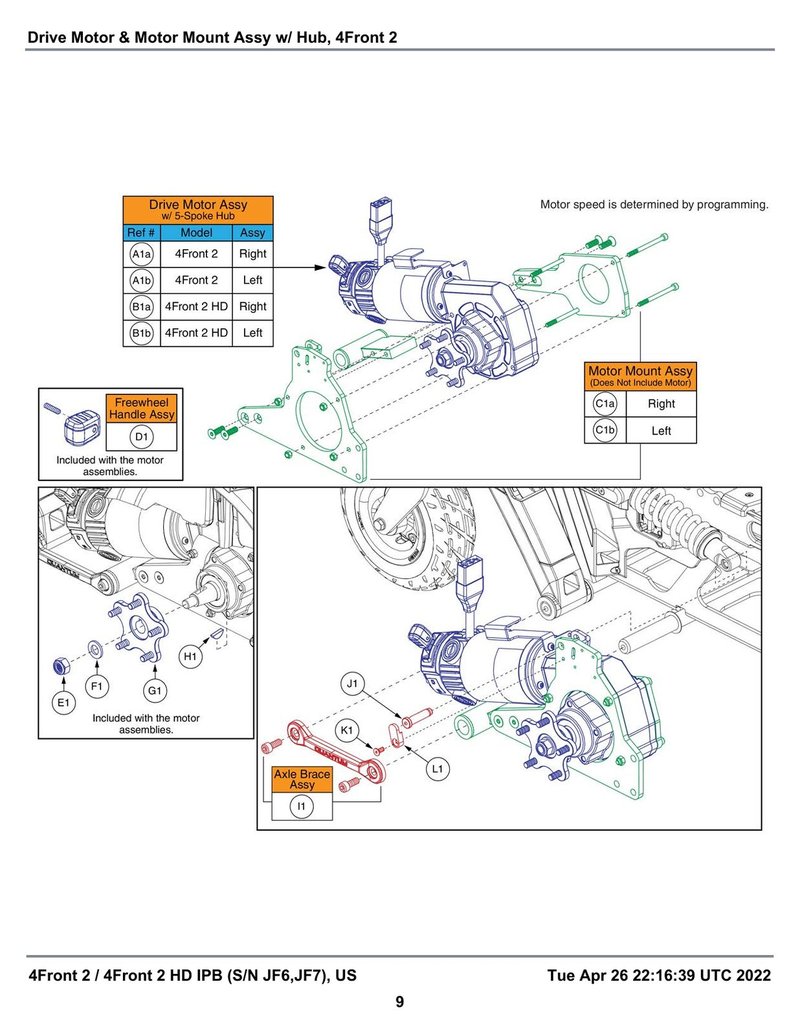 Drive Motor & Motor Mount Assy w/ Hub, 4Front 2
Drive Motor Assy
w/ 5-Spoke Hub
Ref # Model Assy
A1a 4Front 2 Right
A1b 4Front 2 Left
B1a 4Front 2 HD Right
B1b 4Front 2 HD Left
Motor speed is determined by programming.
Motor Mount Assy
(Does Not Include Motor)
C1a Right
C1b Left
Freewheel
Handle Assy
D1
Included with the motor
assemblies.
QUANTUM
H1
G1
F1
E1
Included with the motor
assemblies.
J1
K1
L1
QUANTUM
Axle Brace
Assy
I1
4Front 2 / 4Front 2 HD IPB (S/N JF6,JF7), US
Tue Apr 26 22:16:39 UTC 2022
9